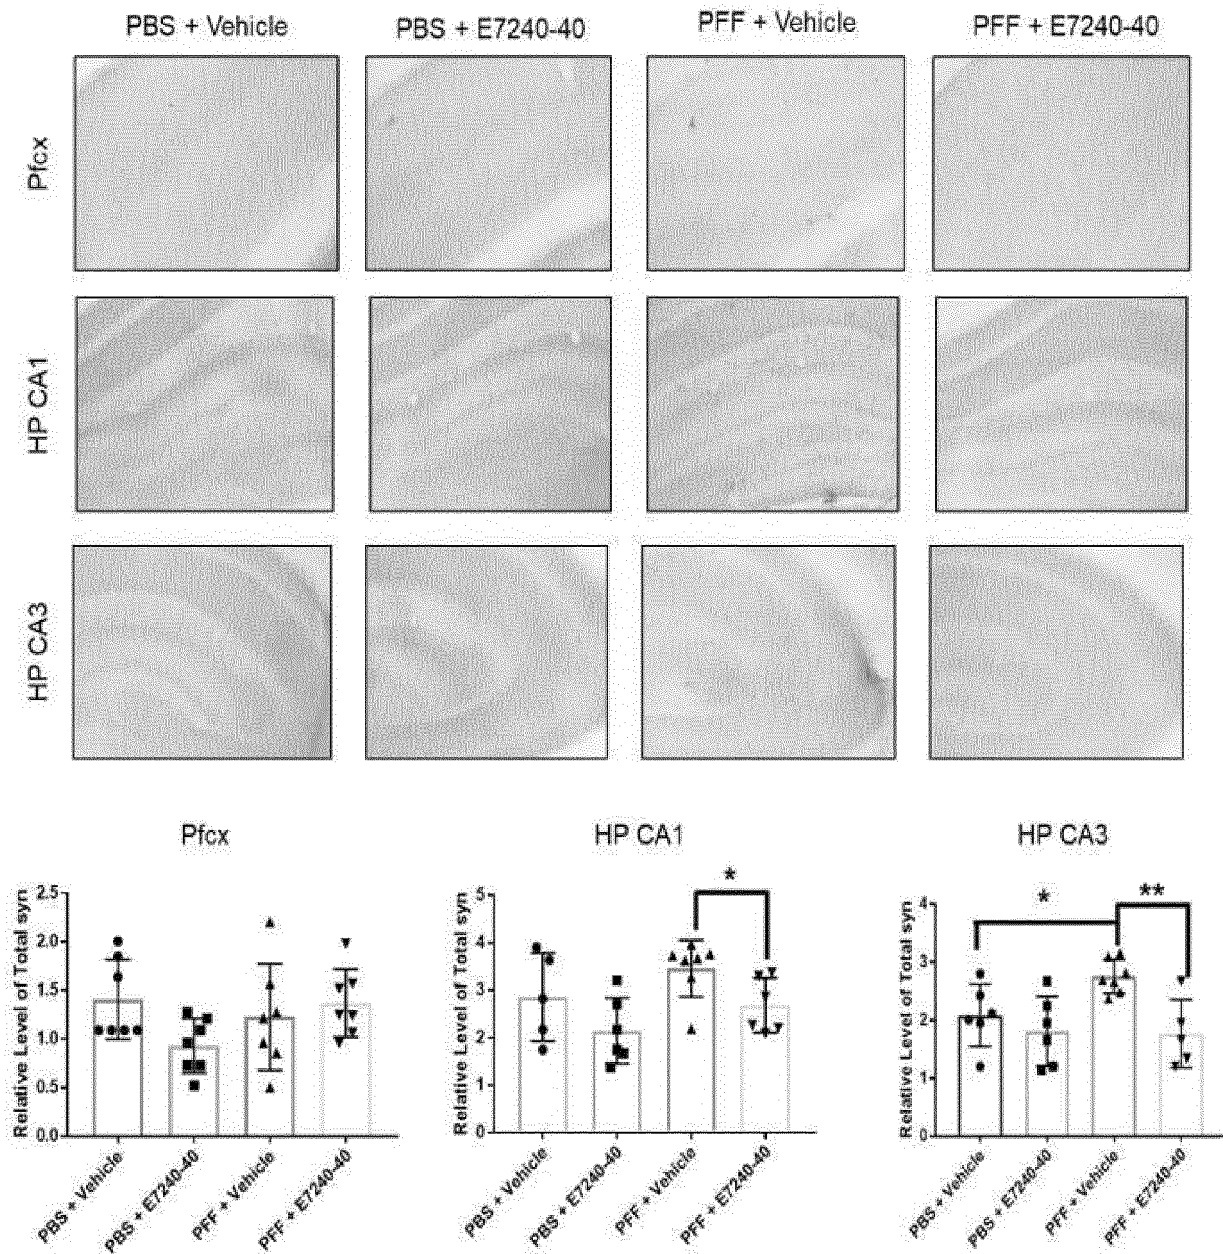 PBS + Vehicle PBS + E7240-40 PFF + Vehicle PFF + E7240-40
Pfcx
HP CA1
HP CA3
Pfcx HP CA1 HP CA3
Relative Level of Total syn
2.5
2.0
1.5
1.0
0.5
0.0
PBS + Vehicle
PBS + E7240-40
PFF + Vehicle
PFF + E7240-40
*
Relative Level of Total syn
5
4
3
2
1
0
PBS + Vehicle
PBS + E7240-40
PFF + Vehicle
PFF + E7240-40
* **
Relative Level of Total syn
4
3
2
1
0
PBS + Vehicle
PBS + E7240-40
PFF + Vehicle
PFF + E7240-40